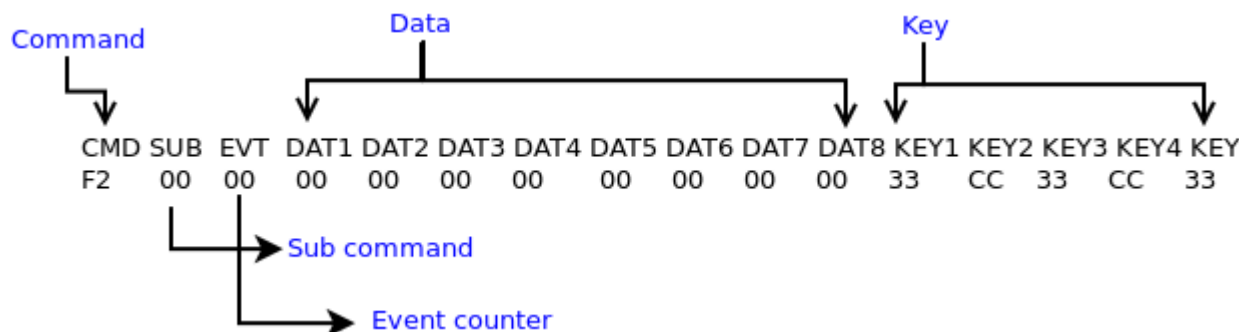 Data
Key
Command
CMD SUB EVT DAT1 DAT2 DAT3 DAT4 DAT5 DAT6 DAT7 DAT8 KEY1 KEY2 KEY3 KEY4 KEY
F2 00 00 00 00 00 00 00 00 00 00 33 CC 33 CC 33
Sub command
Event counter